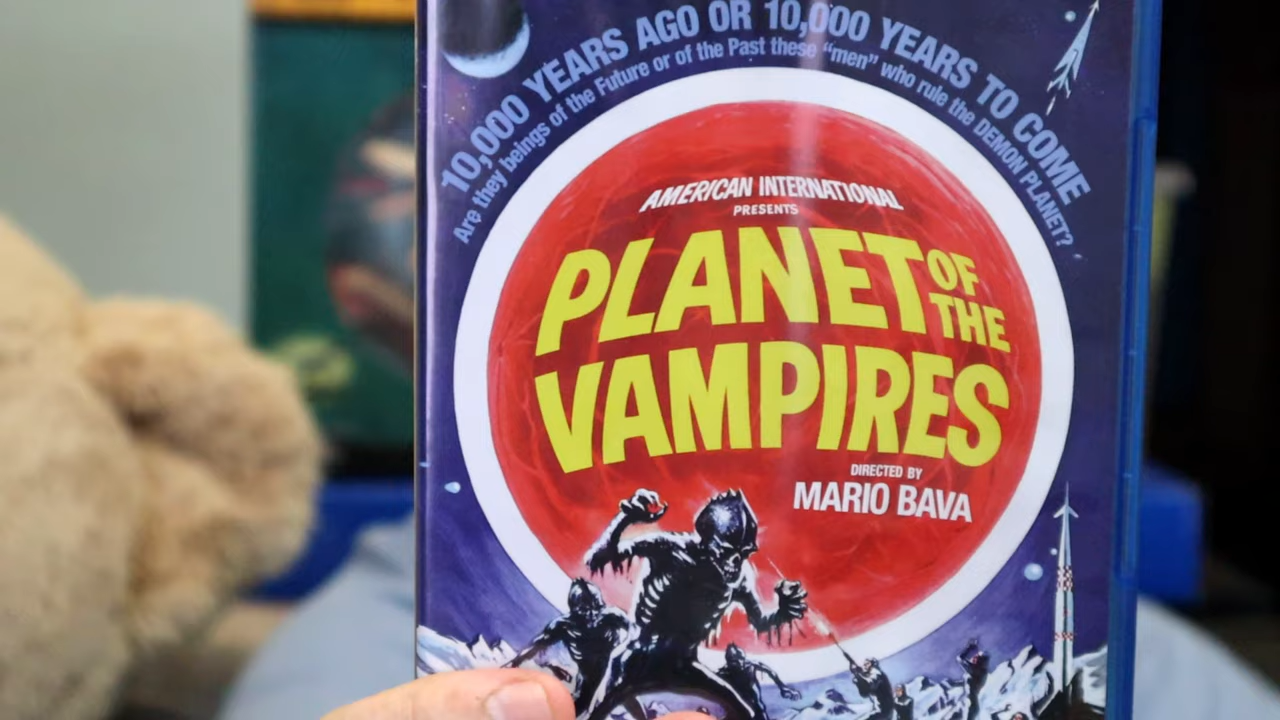 10,000 YEARS AGO OR 10,000 YEARS TO COME
Are they beings of the Future or of the Past these “men” who rule the DEMON PLANET?
AMERICAN INTERNATIONAL
PRESENTS
PLANET OF THE
VAMPIRES
DIRECTED BY
MARIO BAVA